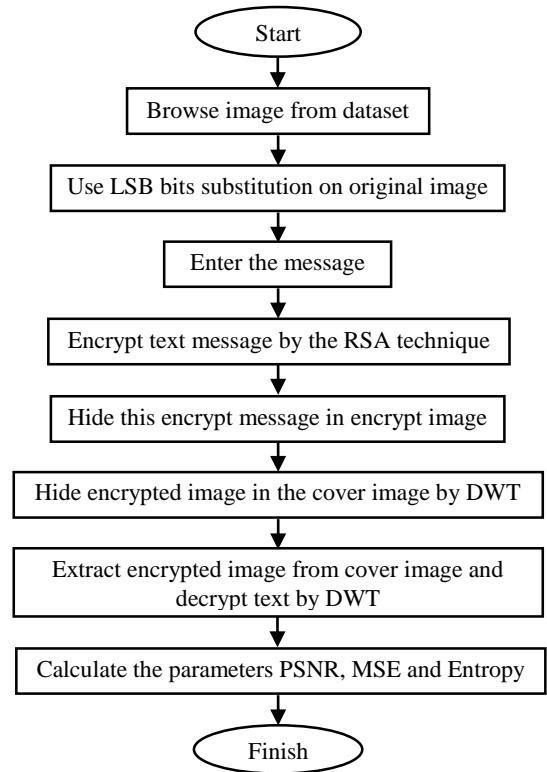 Start
Browse image from dataset
Use LSB bits substitution on original image
Enter the message
Encrypt text message by the RSA technique
Hide this encrypt message in encrypt image
Hide encrypted image in the cover image by DWT
Extract encrypted image from cover image and
decrypt text by DWT
Calculate the parameters PSNR, MSE and Entropy
Finish